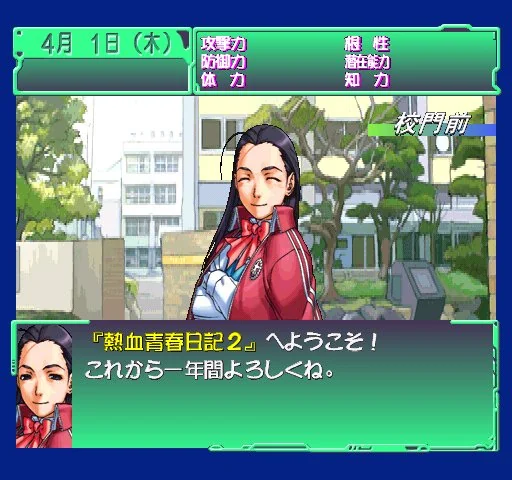 4月 1日(木)
攻撃力 根性
防御力 潜在能力
体力 知力
校門前
『熱血青春日記2』へようこそ!
これから一年間よろしくね。